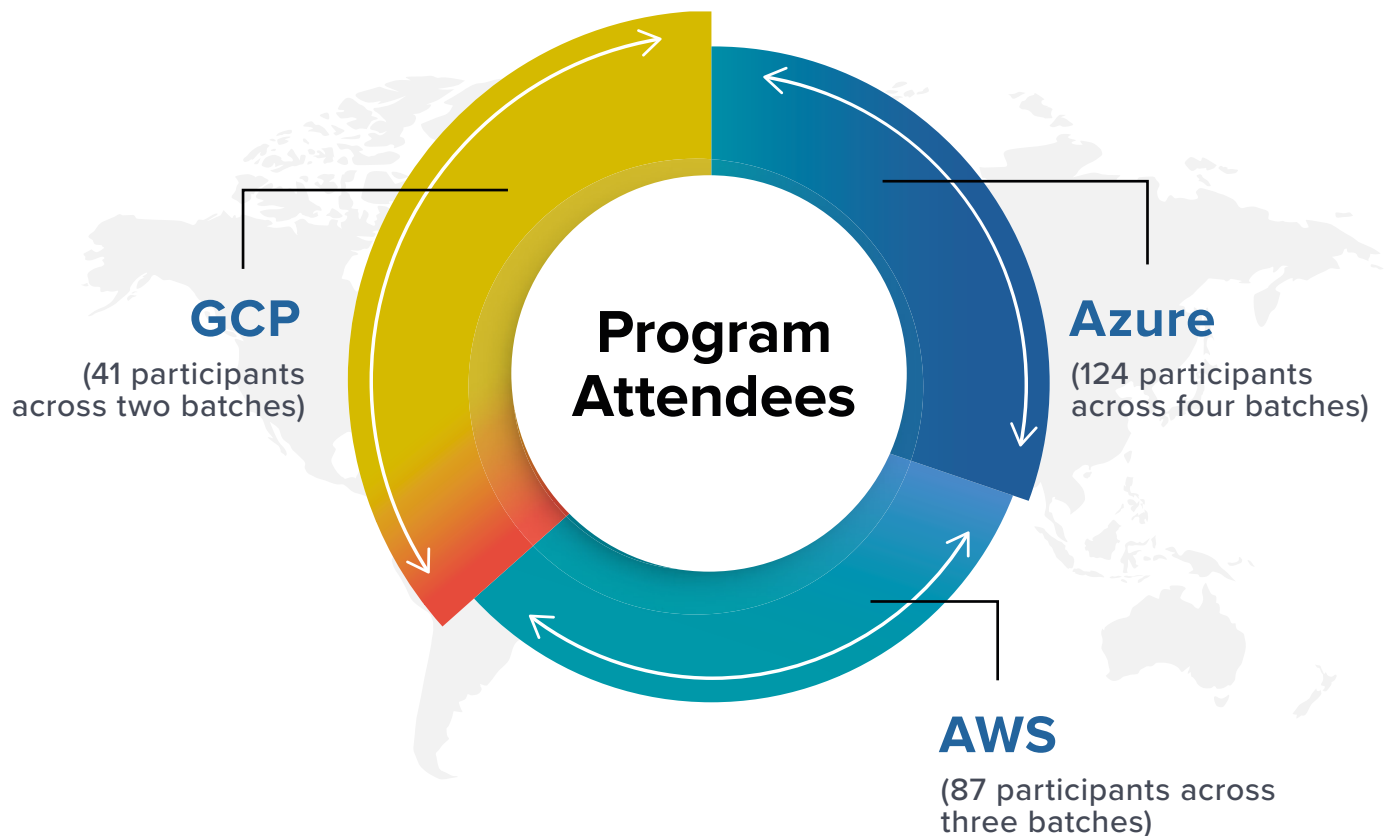 Program
Attendees
GCP
(41 participants
across two batches)
Azure
(124 participants
across four batches)
AWS
(87 participants across
three batches)